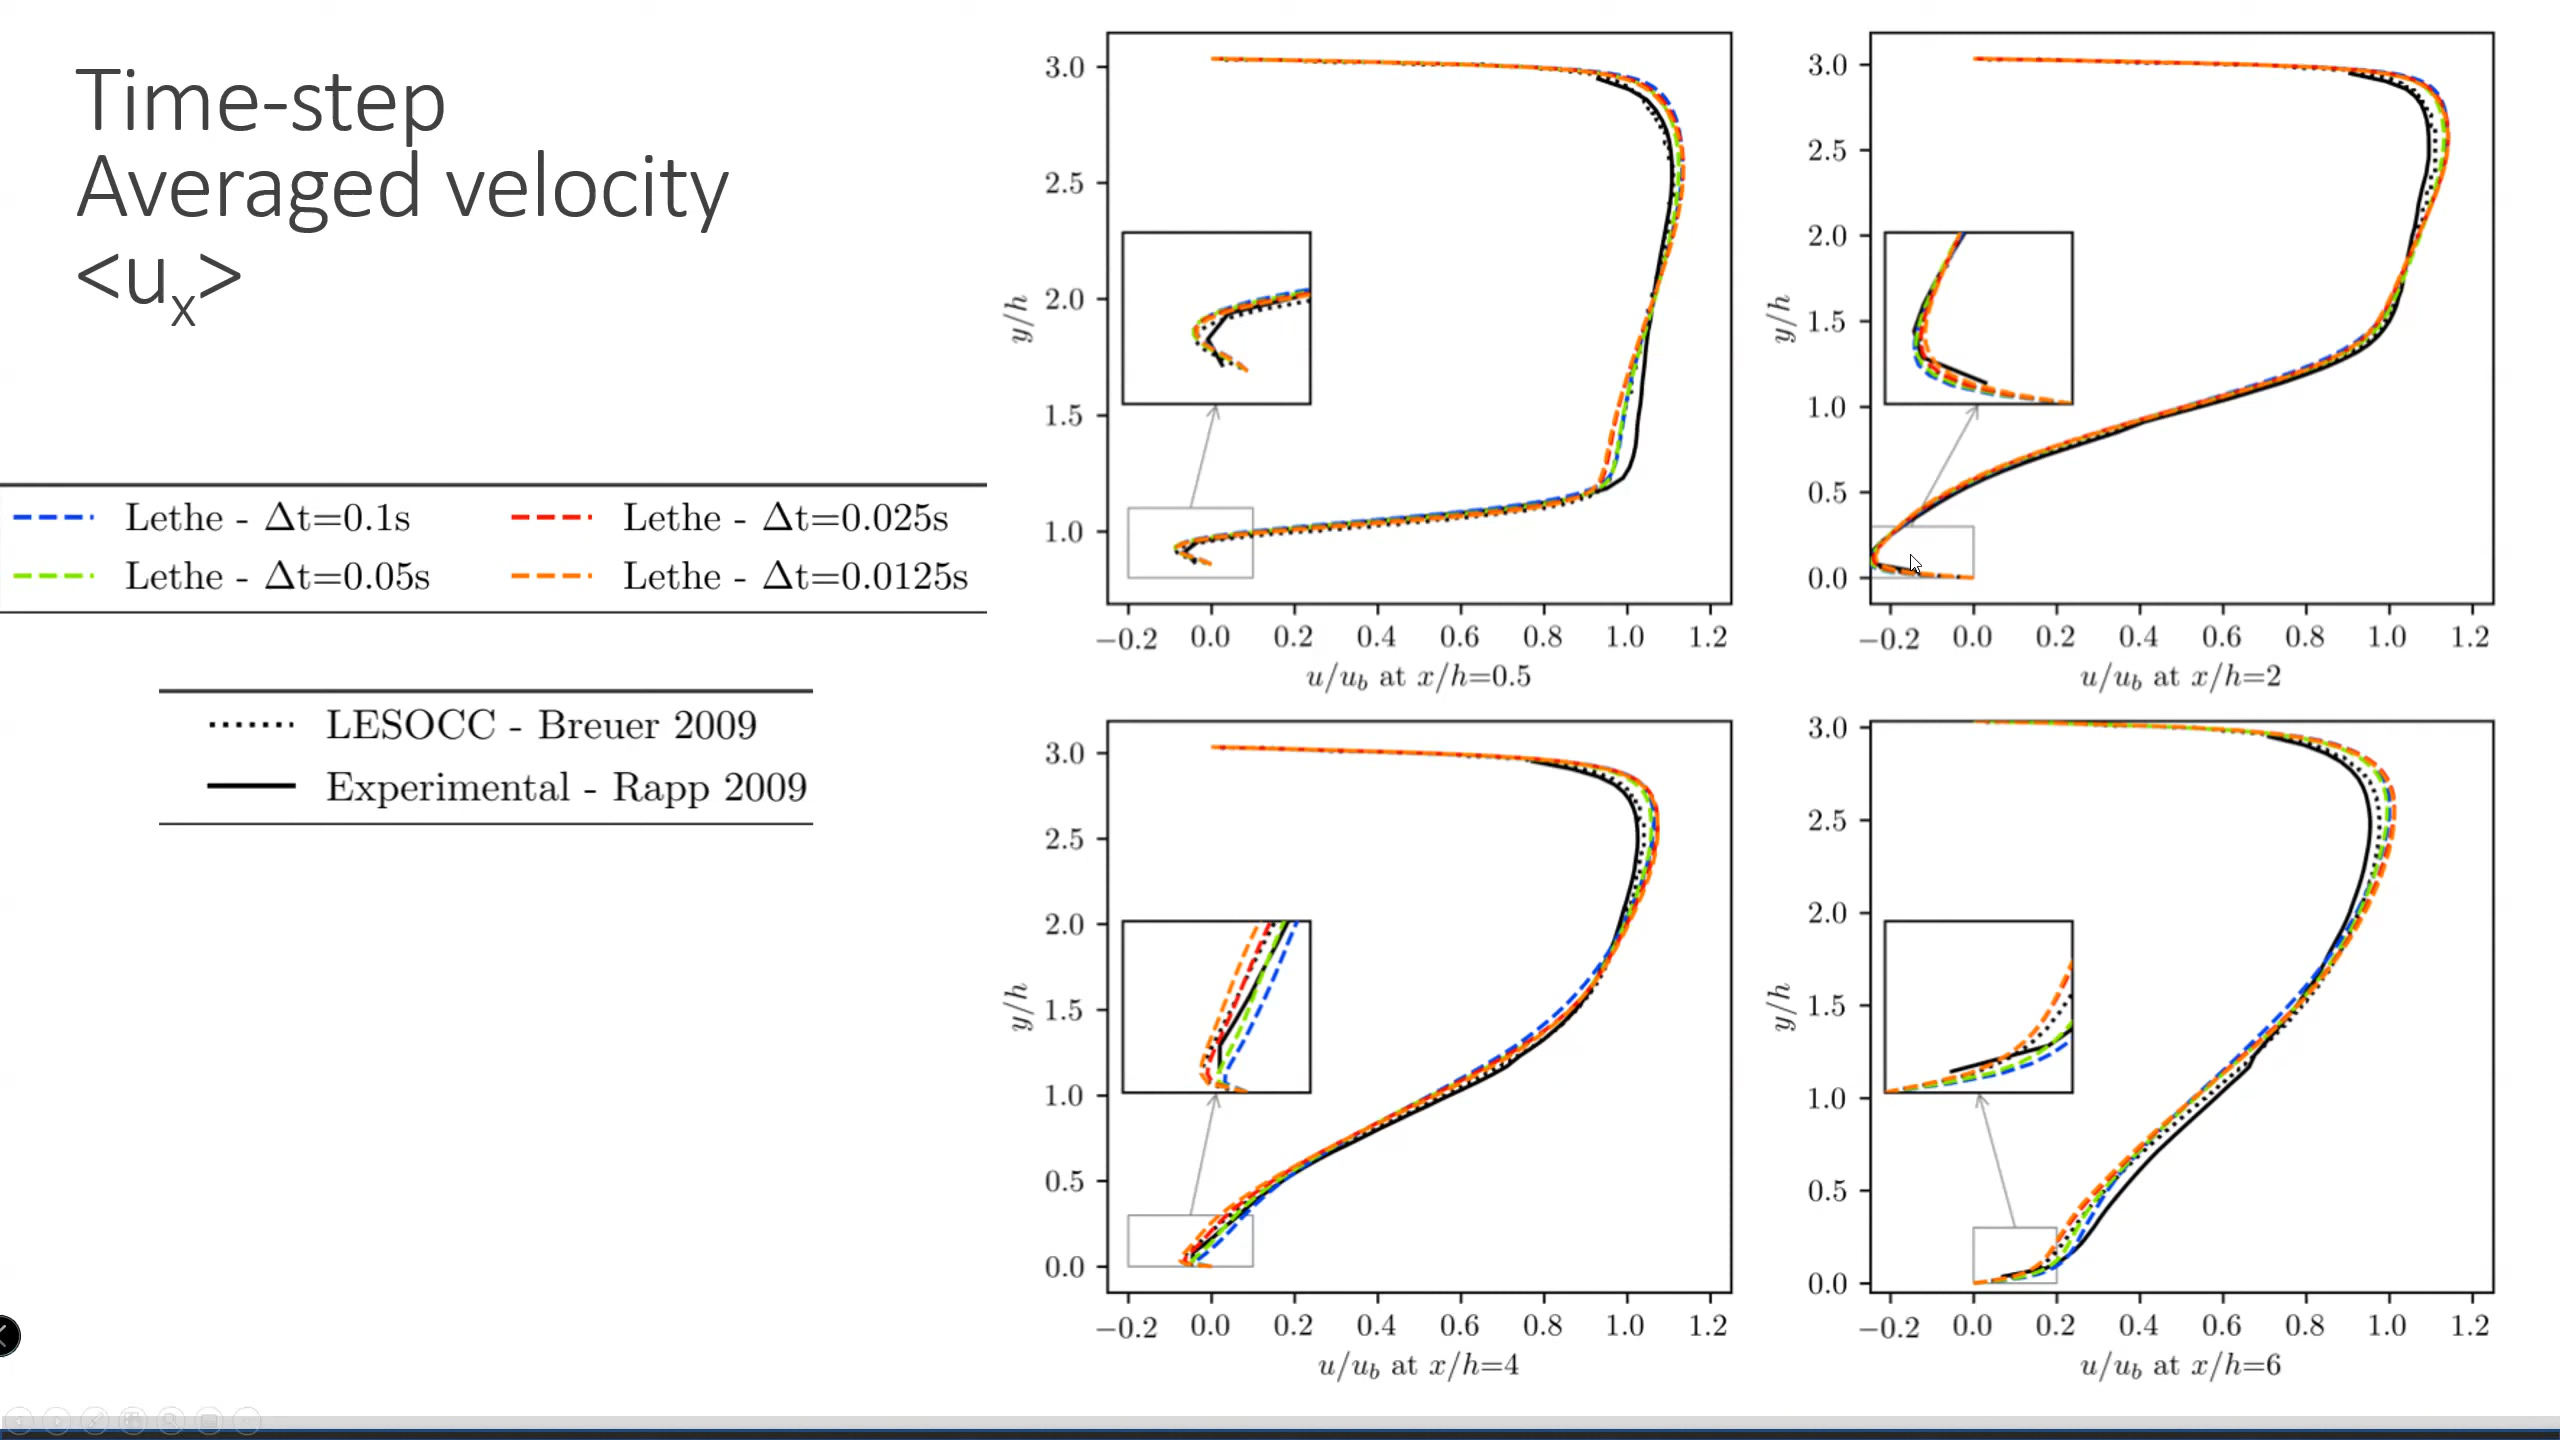 Time-step
Averaged velocity
<uₓ>
Lethe - Δt=0.1s
Lethe - Δt=0.025s
Lethe - Δt=0.05s
Lethe - Δt=0.0125s
LESOCC - Breuer 2009
Experimental - Rapp 2009
3.0
2.5
2.0
1.5
1.0
y/h
−0.2 0.0 0.2 0.4 0.6 0.8 1.0 1.2
u/u_b at x/h=0.5
3.0
2.5
2.0
1.5
1.0
0.5
0.0
y/h
−0.2 0.0 0.2 0.4 0.6 0.8 1.0 1.2
u/u_b at x/h=2
3.0
2.5
2.0
1.5
1.0
0.5
0.0
y/h
−0.2 0.0 0.2 0.4 0.6 0.8 1.0 1.2
u/u_b at x/h=4
3.0
2.5
2.0
1.5
1.0
0.5
0.0
y/h
−0.2 0.0 0.2 0.4 0.6 0.8 1.0 1.2
u/u_b at x/h=6